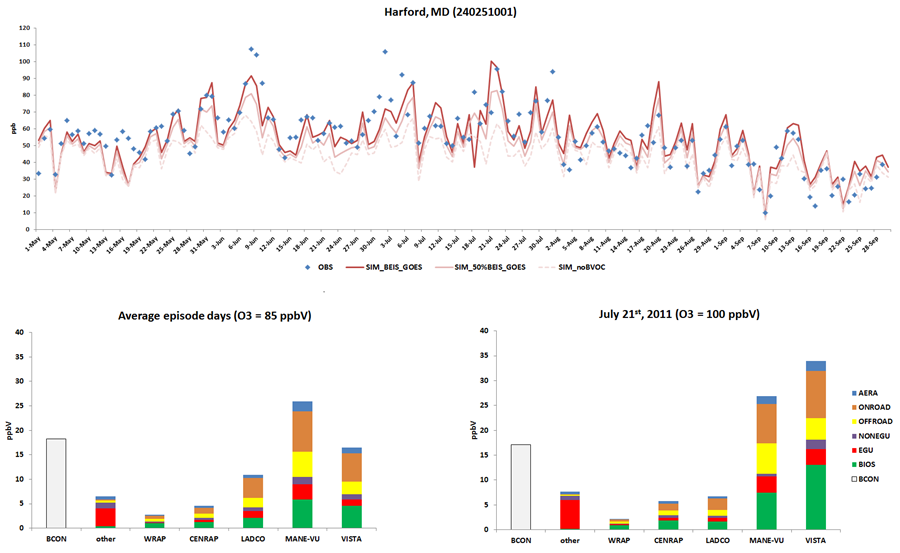 Harford, MD (240251001)
120
110
100
90
80
70
60
50
40
30
20
10
0
ppb
1-May 4-May 7-May 10-May 13-May 16-May 19-May 22-May 25-May 28-May 31-May 3-Jun 6-Jun 9-Jun 12-Jun 15-Jun 18-Jun 21-Jun 24-Jun 27-Jun 30-Jun 3-Jul 6-Jul 9-Jul 12-Jul 15-Jul 18-Jul 21-Jul 24-Jul 27-Jul 30-Jul 2-Aug 5-Aug 8-Aug 11-Aug 14-Aug 17-Aug 20-Aug 23-Aug 26-Aug 29-Aug 1-Sep 4-Sep 7-Sep 10-Sep 13-Sep 16-Sep 19-Sep 22-Sep 25-Sep 28-Sep
OBS SIM_BEIS_GOES SIM_50%BEIS_GOES SIM_noBVOC
Average episode days (O3 = 85 ppbV)
40
35
30
25
20
15
10
5
0
ppbV
BCON other WRAP CENRAP LADCO MANE-VU VISTA
July 21st, 2011 (O3 = 100 ppbV)
40
35
30
25
20
15
10
5
0
ppbV
BCON other WRAP CENRAP LADCO MANE-VU VISTA
AERA
ONROAD
OFFROAD
NONEGU
EGU
BIOS
BCON